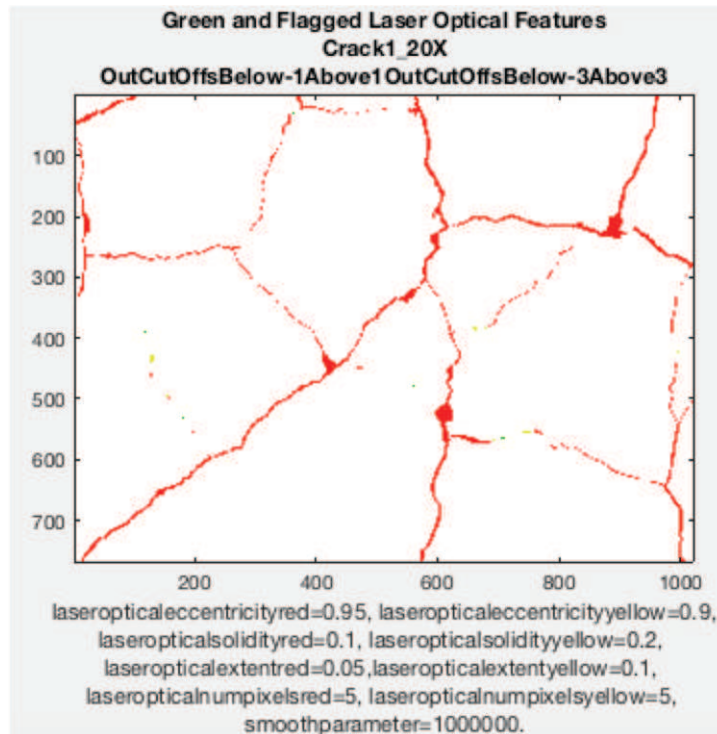 Green and Flagged Laser Optical Features
Crack1_20X
OutCutOffsBelow-1Above1OutCutOffsBelow-3Above3
100
200
300
400
500
600
700
200
400
600
800
1000
laseropticaleccentricityred=0.95, laseropticaleccentricityyellow=0.9,
laseropticalsolidityred=0.1, laseropticalsolidityyellow=0.2,
laseropticalextentred=0.05,laseropticalextentyellow=0.1,
laseropticalnumpixelsred=5, laseropticalnumpixelsyellow=5,
smoothparameter=1000000.